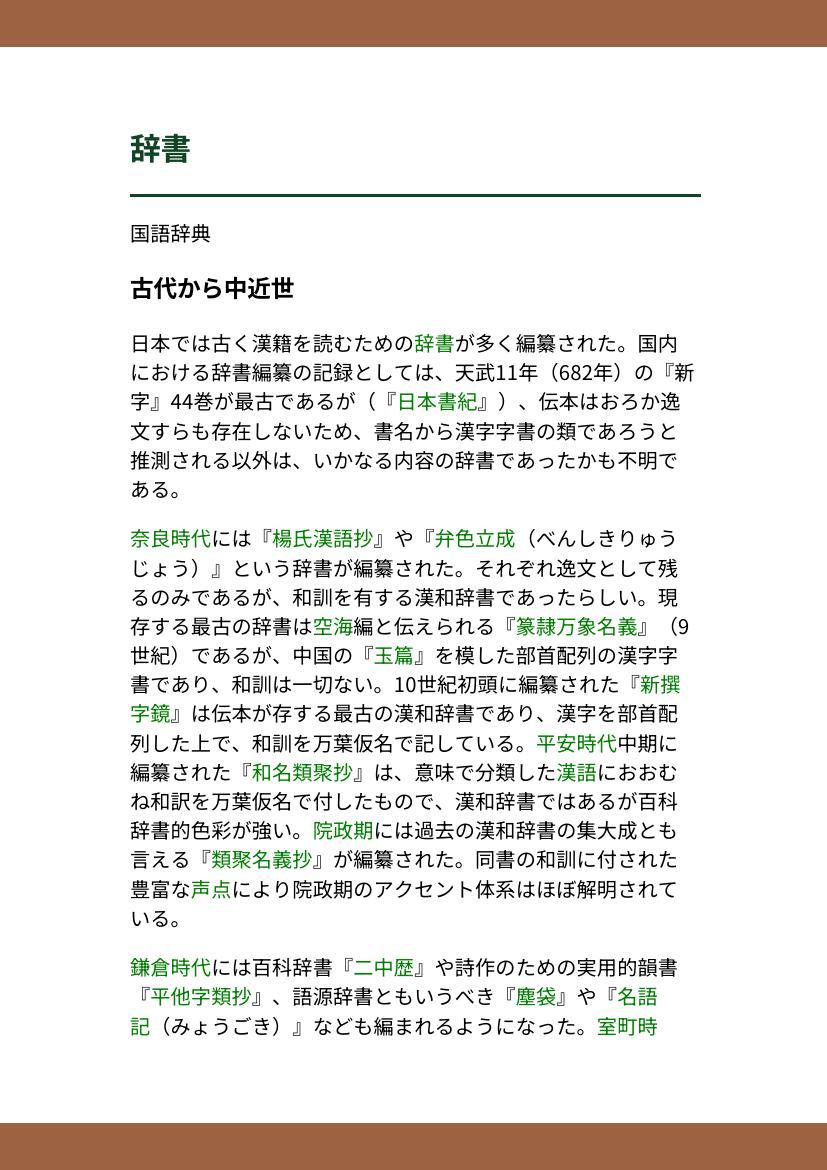 辞書
国語辞典
古代から中近世
日本では古く漢籍を読むための辞書が多く編纂された。国内
における辞書編纂の記録としては、天武11年（682年）の『新
字』44巻が最古であるが（『日本書紀』）、伝本はおろか逸
文すらも存在しないため、書名から漢字字書の類であろうと
推測される以外は、いかなる内容の辞書であったかも不明で
ある。
奈良時代には『楊氏漢語抄』や『弁色立成（べんしきりゅう
じょう）』という辞書が編纂された。それぞれ逸文として残
るのみであるが、和訓を有する漢和辞書であったらしい。現
存する最古の辞書は空海編と伝えられる『篆隷万象名義』（9
世紀）であるが、中国の『玉篇』を模した部首配列の漢字字
書であり、和訓は一切ない。10世紀初頭に編纂された『新撰
字鏡』は伝本が存する最古の漢和辞書であり、漢字を部首配
列した上で、和訓を万葉仮名で記している。平安時代中期に
編纂された『和名類聚抄』は、意味で分類した漢語におおむ
ね和訳を万葉仮名で付したもので、漢和辞書ではあるが百科
辞書的色彩が強い。院政期には過去の漢和辞書の集大成とも
言える『類聚名義抄』が編纂された。同書の和訓に付された
豊富な声点により院政期のアクセント体系はほぼ解明されて
いる。
鎌倉時代には百科辞書『二中歴』や詩作のための実用的韻書
『平他字類抄』、語源辞書ともいうべき『塵袋』や『名語
記（みょうごき）』なども編まれるようになった。室町時